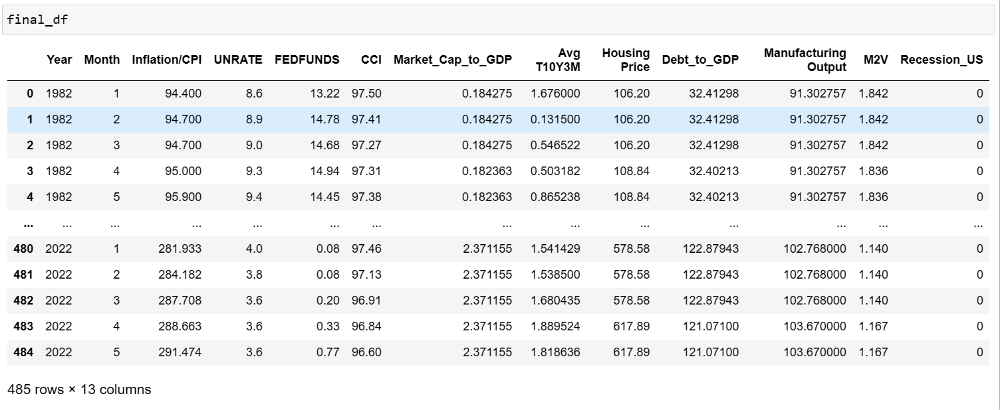 final_df
Year Month Inflation/CPI UNRATE FEDFUNDS CCI Market_Cap_to_GDP Avg T10Y3M Housing Price Debt_to_GDP Manufacturing Output M2V Recession_US
0 1982 1 94.400 8.6 13.22 97.50 0.184275 1.676000 106.20 32.41298 91.302757 1.842 0
1 1982 2 94.700 8.9 14.78 97.41 0.184275 0.131500 106.20 32.41298 91.302757 1.842 0
2 1982 3 94.700 9.0 14.68 97.27 0.184275 0.546522 106.20 32.41298 91.302757 1.842 0
3 1982 4 95.000 9.3 14.94 97.31 0.182363 0.503182 108.84 32.40213 91.302757 1.836 0
4 1982 5 95.900 9.4 14.45 97.38 0.182363 0.865238 108.84 32.40213 91.302757 1.836 0
... ... ... ... ... ... ... ... ... ... ... ... ... ...
480 2022 1 281.933 4.0 0.08 97.46 2.371155 1.541429 578.58 122.87943 102.768000 1.140 0
481 2022 2 284.182 3.8 0.08 97.13 2.371155 1.538500 578.58 122.87943 102.768000 1.140 0
482 2022 3 287.708 3.6 0.20 96.91 2.371155 1.680435 578.58 122.87943 102.768000 1.140 0
483 2022 4 288.663 3.6 0.33 96.84 2.371155 1.889524 617.89 121.07100 103.670000 1.167 0
484 2022 5 291.474 3.6 0.77 96.60 2.371155 1.818636 617.89 121.07100 103.670000 1.167 0
485 rows × 13 columns